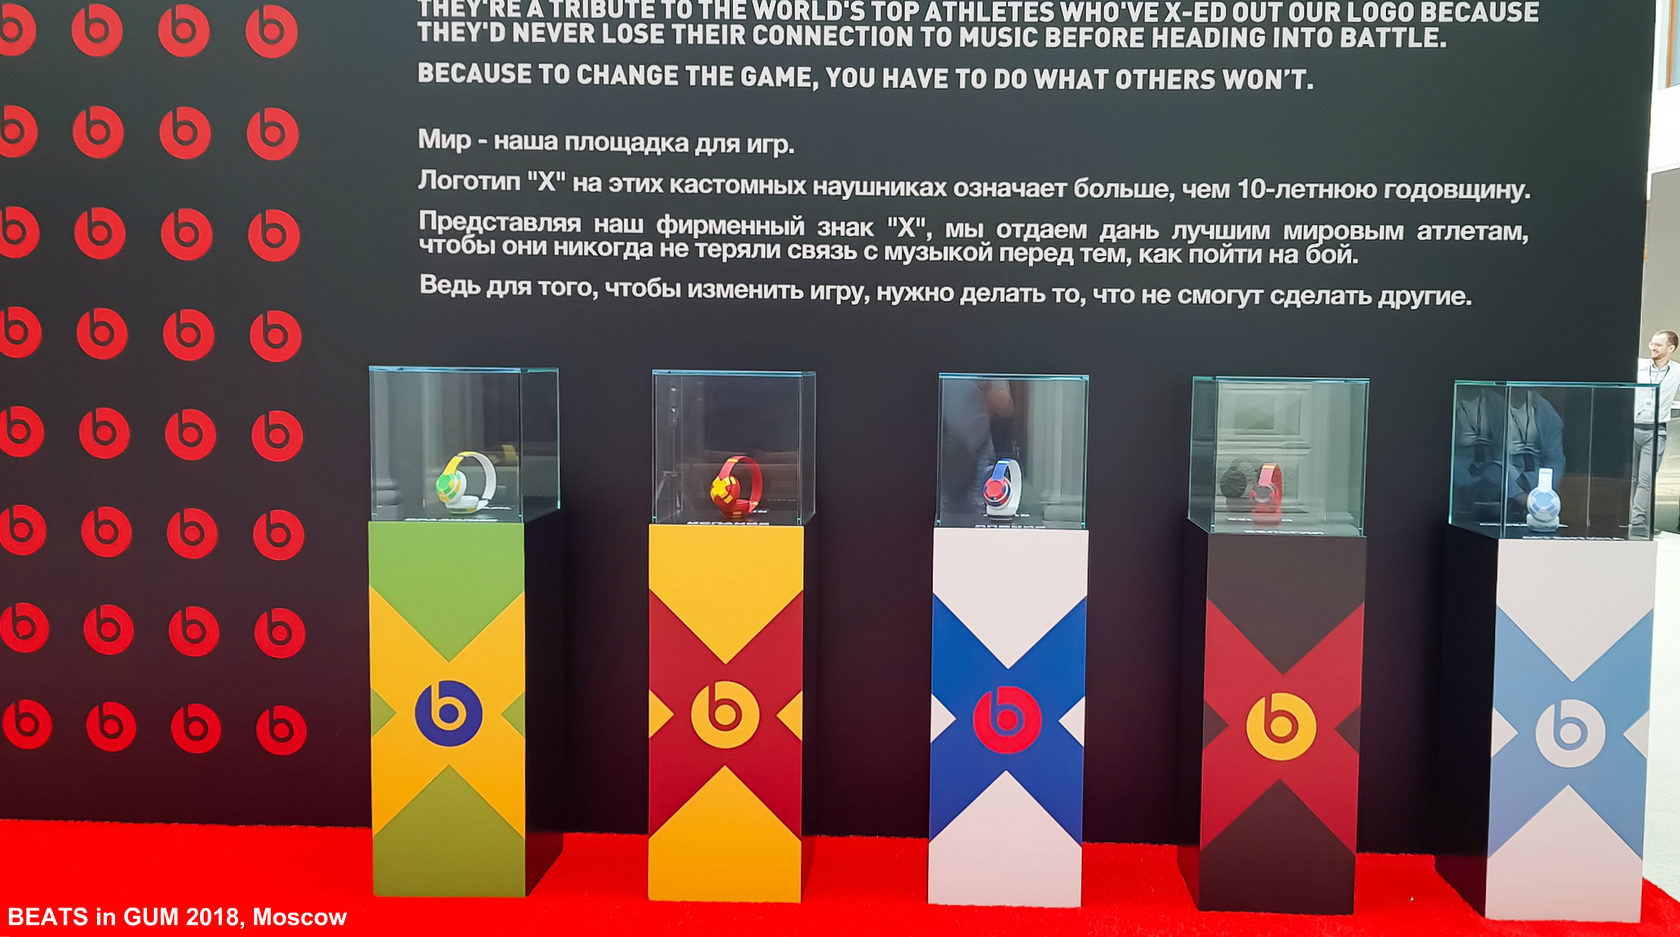 THEY'RE A TRIBUTE TO THE WORLD'S TOP ATHLETES WHO'VE X-ED OUT OUR LOGO BECAUSE
THEY'D NEVER LOSE THEIR CONNECTION TO MUSIC BEFORE HEADING INTO BATTLE.
BECAUSE TO CHANGE THE GAME, YOU HAVE TO DO WHAT OTHERS WON'T.
Мир - наша площадка для игр.
Логотип "X" на этих кастомных наушниках означает больше, чем 10-летнюю годовщину.
Представляя наш фирменный знак "X", мы отдаем дань лучшим мировым атлетам,
чтобы они никогда не теряли связь с музыкой перед тем, как пойти на бой.
Ведь для того, чтобы изменить игру, нужно делать то, что не смогут сделать другие.
BEATS in GUM 2018, Moscow